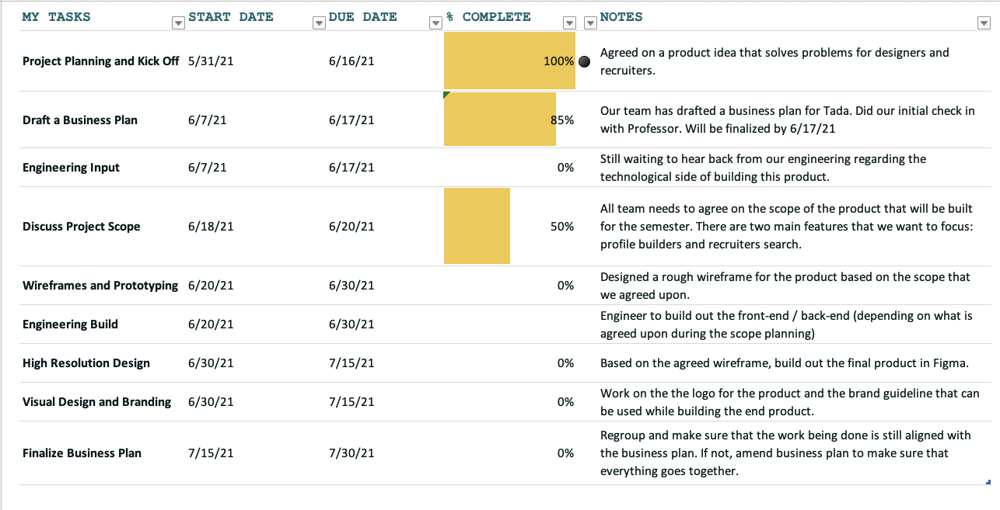 MY TASKS START DATE DUE DATE % COMPLETE NOTES
Project Planning and Kick Off 5/31/21 6/16/21 100% Agreed on a product idea that solves problems for designers and
recruiters.
Draft a Business Plan 6/7/21 6/17/21 85% Our team has drafted a business plan for Tada. Did our initial check in
with Professor. Will be finalized by 6/17/21
Engineering Input 6/7/21 6/17/21 0% Still waiting to hear back from our engineering regarding the
technological side of building this product.
Discuss Project Scope 6/18/21 6/20/21 50% All team needs to agree on the scope of the product that will be built
for the semester. There are two main features that we want to focus:
profile builders and recruiters search.
Wireframes and Prototyping 6/20/21 6/30/21 0% Designed a rough wireframe for the product based on the scope that
we agreed upon.
Engineering Build 6/20/21 6/30/21 Engineer to build out the front-end / back-end (depending on what is
agreed upon during the scope planning)
High Resolution Design 6/30/21 7/15/21 0% Based on the agreed wireframe, build out the final product in Figma.
Visual Design and Branding 6/30/21 7/15/21 0% Work on the the logo for the product and the brand guideline that can
be used while building the end product.
Finalize Business Plan 7/15/21 7/30/21 0% Regroup and make sure that the work being done is still aligned with
the business plan. If not, amend business plan to make sure that
everything goes together.